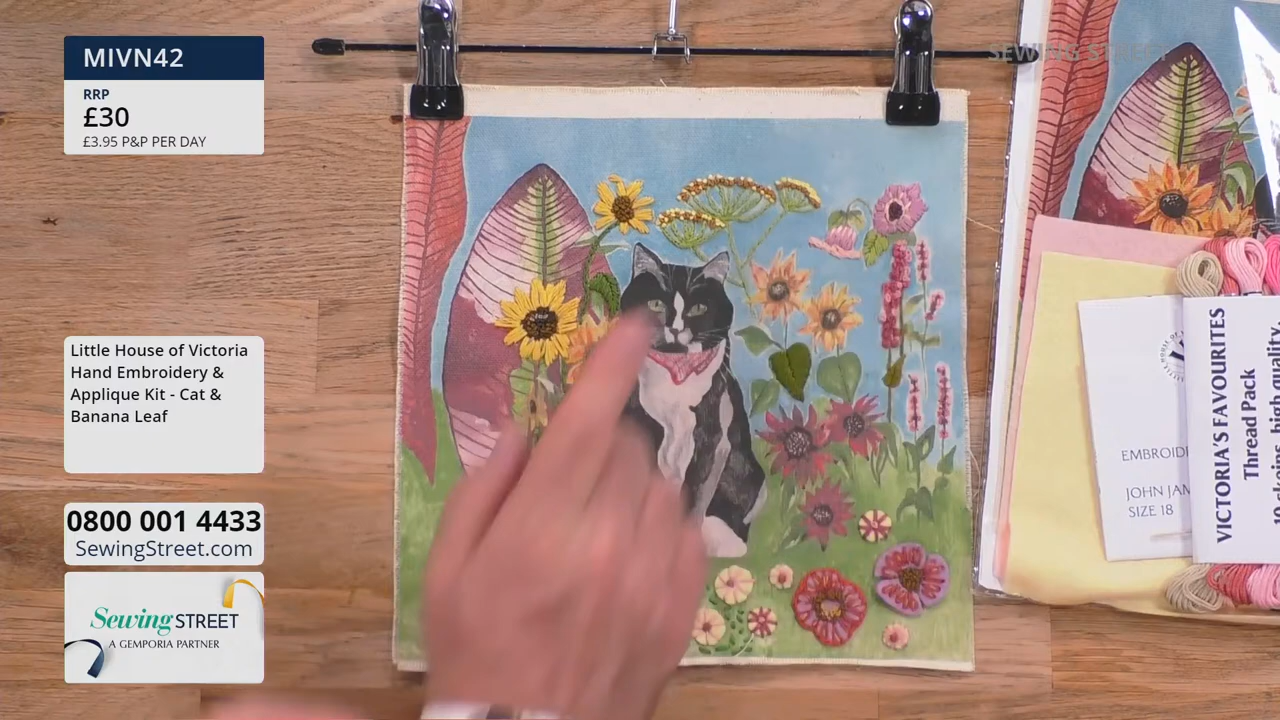 MIVN42
RRP
£30
£3.95 P&P PER DAY
Little House of Victoria
Hand Embroidery &
Applique Kit - Cat &
Banana Leaf
0800 001 4433
SewingStreet.com
Sewing STREET
A GEMPORIA PARTNER
SEWING STREET
EMBROID
JOHN JAM
SIZE 18
VICTORIA'S FAVOURITES
Thread Pack
high quality